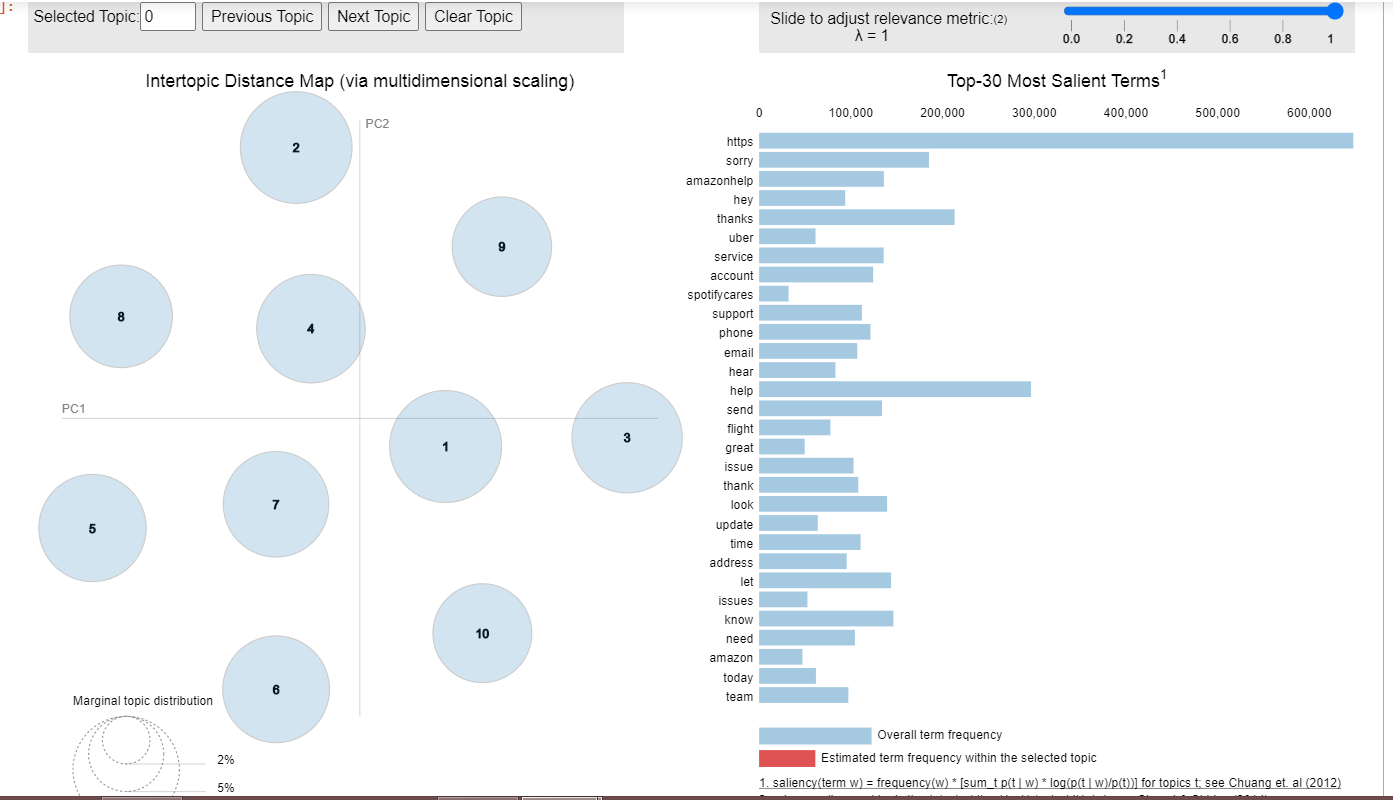 ]:
Selected Topic: 0 Previous Topic Next Topic Clear Topic
Slide to adjust relevance metric:(2)
λ = 1
0.0 0.2 0.4 0.6 0.8 1
Intertopic Distance Map (via multidimensional scaling)
PC2
PC1
2
9
8
4
1
3
7
5
10
6
Marginal topic distribution
2%
5%
Top-30 Most Salient Terms1
0 100,000 200,000 300,000 400,000 500,000 600,000
https
sorry
amazonhelp
hey
thanks
uber
service
account
spotifycares
support
phone
email
hear
help
send
flight
great
issue
thank
look
update
time
address
let
issues
know
need
amazon
today
team
Overall term frequency
Estimated term frequency within the selected topic
1. saliency(term w) = frequency(w) * [sum_t p(t | w) * log(p(t | w)/p(t))] for topics t; see Chuang et. al (2012)